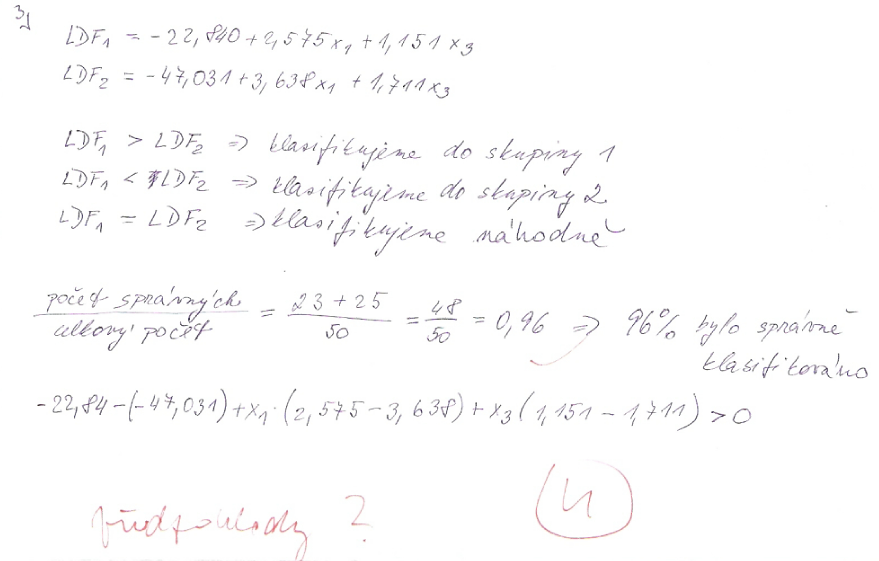 3)
LDF₁ = -22,840 + 2,575x₁ + 1,151x₃
LDF₂ = -47,031 + 3,638x₁ + 1,711x₃
LDF₁ > LDF₂ => klasifikujeme do skupiny 1
LDF₁ < LDF₂ => klasifikujeme do skupiny 2
LDF₁ = LDF₂ => klasifikujeme náhodně
počet správných / celkový počet = 23 + 25 / 50 = 48 / 50 = 0,96 => 96% bylo správně
klasifikováno
-22,84 - (-47,031) + x₁ · (2,575 - 3,638) + x₃ (1,151 - 1,711) > 0
předpoklady ?
4